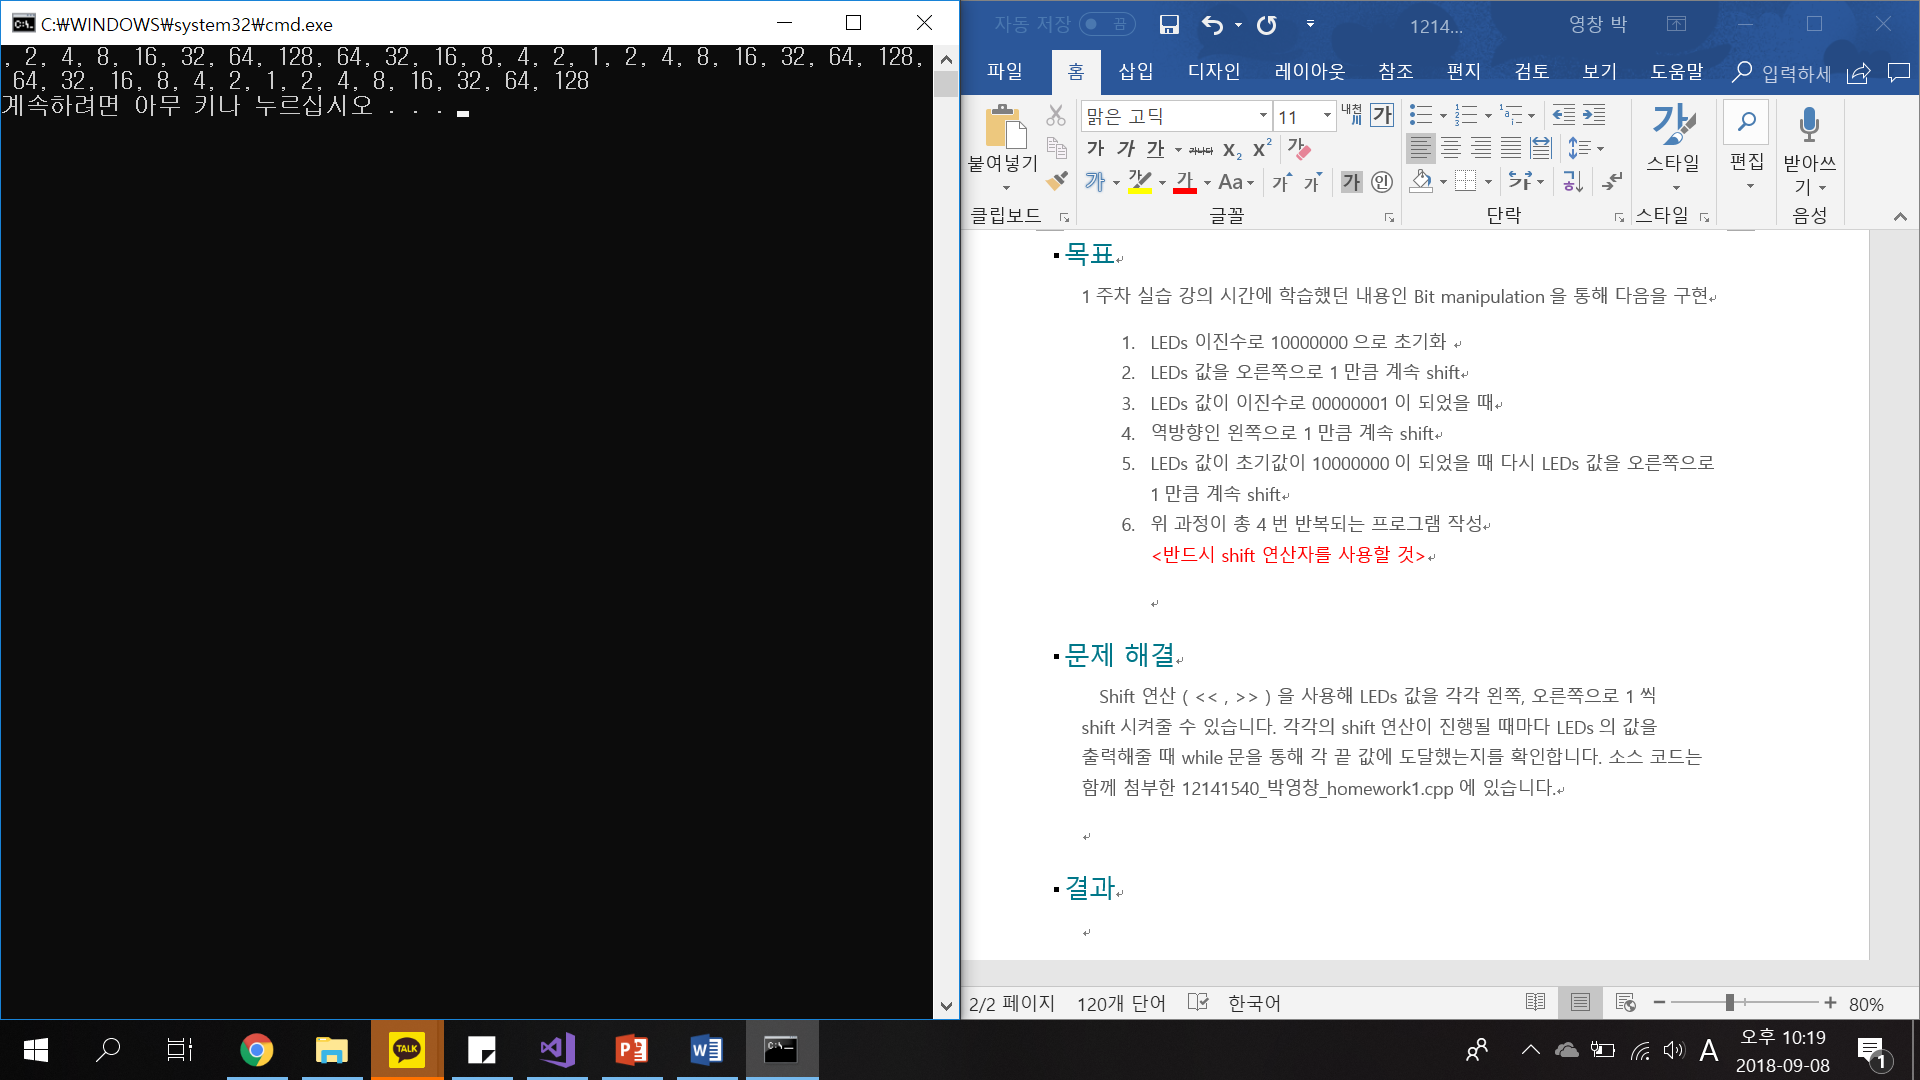 C:₩WINDOWS₩system32₩cmd.exe
, 2, 4, 8, 16, 32, 64, 128, 64, 32, 16, 8, 4, 2, 1, 2, 4, 8, 16, 32, 64, 128,
64, 32, 16, 8, 4, 2, 1, 2, 4, 8, 16, 32, 64, 128
계속하려면 아무 키나 누르십시오 . . .
자동 저장 끔 1214... 영창 박
파일 홈 삽입 디자인 레이아웃 참조 편지 검토 보기 도움말 입력하세
맑은 고딕 11
붙여넣기 스타일 편집 받아쓰기
클립보드 글꼴 단락 스타일 음성
목표
1 주차 실습 강의 시간에 학습했던 내용인 Bit manipulation 을 통해 다음을 구현
1. LEDs 이진수로 10000000 으로 초기화
2. LEDs 값을 오른쪽으로 1 만큼 계속 shift
3. LEDs 값이 이진수로 00000001 이 되었을 때
4. 역방향인 왼쪽으로 1 만큼 계속 shift
5. LEDs 값이 초기값이 10000000 이 되었을 때 다시 LEDs 값을 오른쪽으로
1 만큼 계속 shift
6. 위 과정이 총 4 번 반복되는 프로그램 작성
<반드시 shift 연산자를 사용할 것>
문제 해결
Shift 연산 ( << , >> ) 을 사용해 LEDs 값을 각각 왼쪽, 오른쪽으로 1 씩
shift 시켜줄 수 있습니다. 각각의 shift 연산이 진행될 때마다 LEDs 의 값을
출력해줄 때 while 문을 통해 각 끝 값에 도달했는지를 확인합니다. 소스 코드는
함께 첨부한 12141540_박영창_homework1.cpp 에 있습니다.
결과
2/2 페이지 120개 단어 한국어 80%
TALK
A 오후 10:19
2018-09-08
1